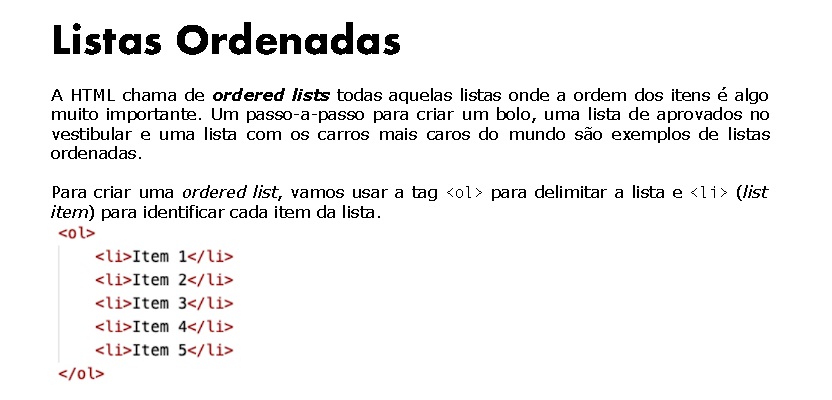 Listas Ordenadas
A HTML chama de ordered lists todas aquelas listas onde a ordem dos itens é algo
muito importante. Um passo-a-passo para criar um bolo, uma lista de aprovados no
vestibular e uma lista com os carros mais caros do mundo são exemplos de listas
ordenadas.
Para criar uma ordered list, vamos usar a tag <ol> para delimitar a lista e <li> (list
item) para identificar cada item da lista.
<ol>
<li>Item 1</li>
<li>Item 2</li>
<li>Item 3</li>
<li>Item 4</li>
<li>Item 5</li>
</ol>